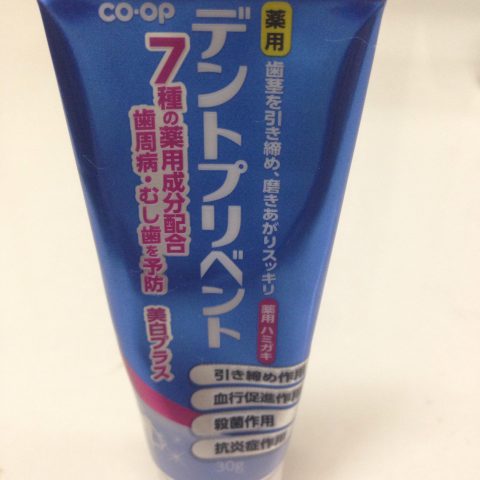 co・op
薬用
歯茎を引き締め、磨きあがりスッキリ
薬用ハミガキ
デントプリベント
7種の薬用成分配合
歯周病・むし歯を予防
美白プラス
引き締め作用
血行促進作用
殺菌作用
抗炎症作用
30g